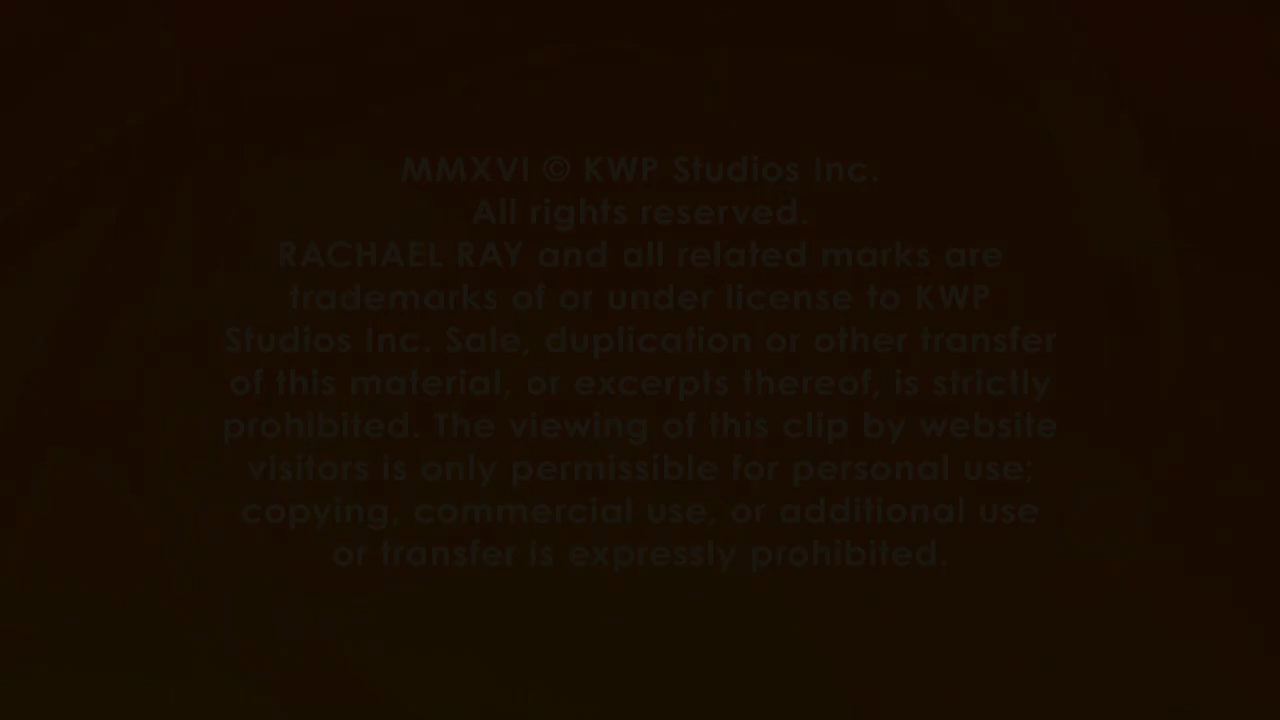 MMXVI © KWP Studios Inc.
All rights reserved.
RACHAEL RAY and all related marks are
trademarks of or under license to KWP
Studios Inc. Sale, duplication or other transfer
of this material, or excerpts thereof, is strictly
prohibited. The viewing of this clip by website
visitors is only permissible for personal use;
copying, commercial use, or additional use
or transfer is expressly prohibited.